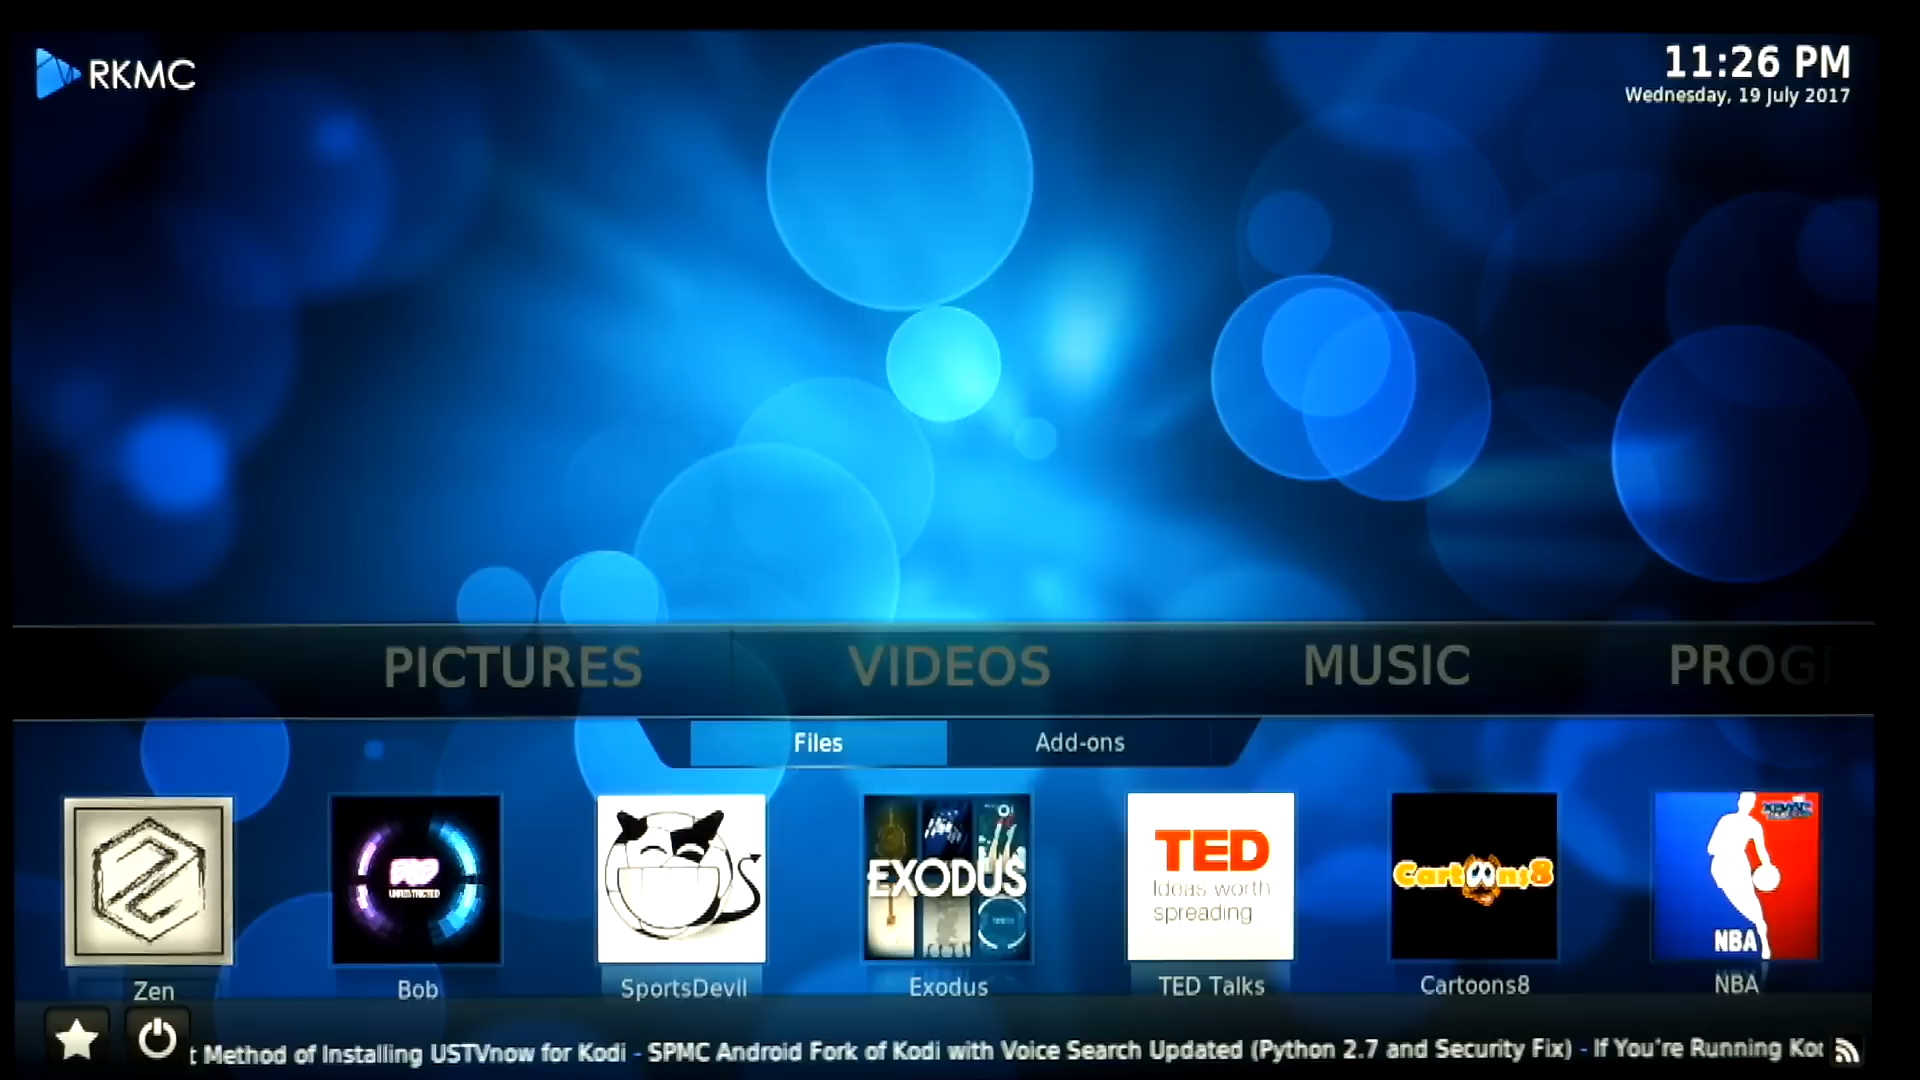 RKMC
11:26 PM
Wednesday, 19 July 2017
PICTURES
VIDEOS
MUSIC
PROG
Files
Add-ons
UNRESTRICTED
EXODUS
TED
Ideas worth
spreading
Cartoons8
NBA
Zen
Bob
SportsDevil
Exodus
TED Talks
Cartoons8
NBA
t Method of Installing USTVnow for Kodi - SPMC Android Fork of Kodi with Voice Search Updated (Python 2.7 and Security Fix) - If You're Running Ko